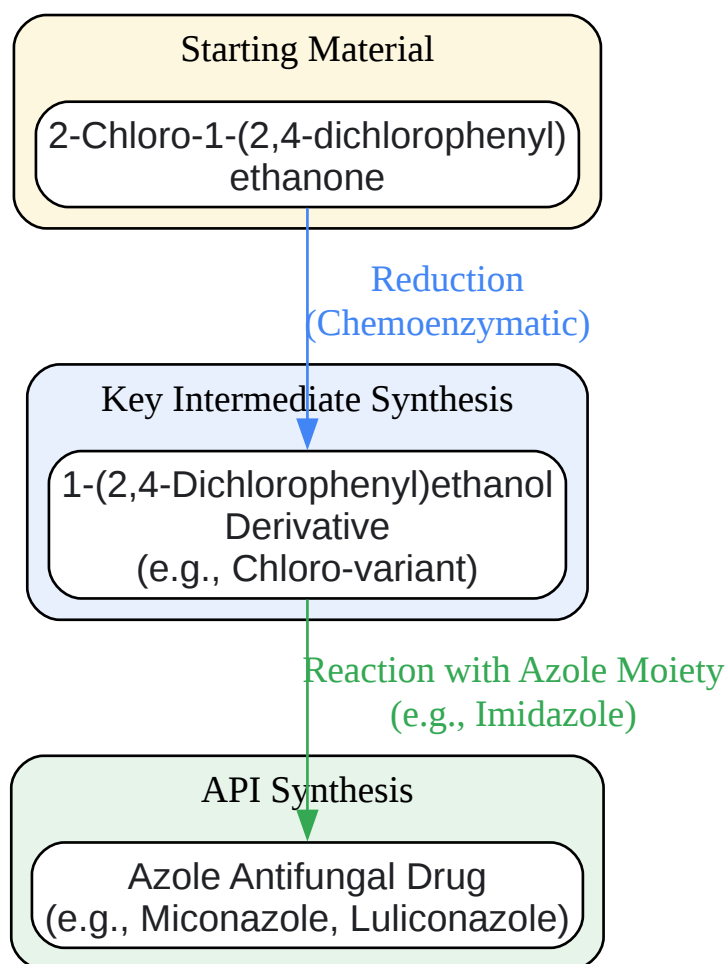 Starting Material
2-Chloro-1-(2,4-dichlorophenyl)
ethanone
Reduction
(Chemoenzymatic)
Key Intermediate Synthesis
1-(2,4-Dichlorophenyl)ethanol
Derivative
(e.g., Chloro-variant)
Reaction with Azole Moiety
(e.g., Imidazole)
API Synthesis
Azole Antifungal Drug
(e.g., Miconazole, Luliconazole)